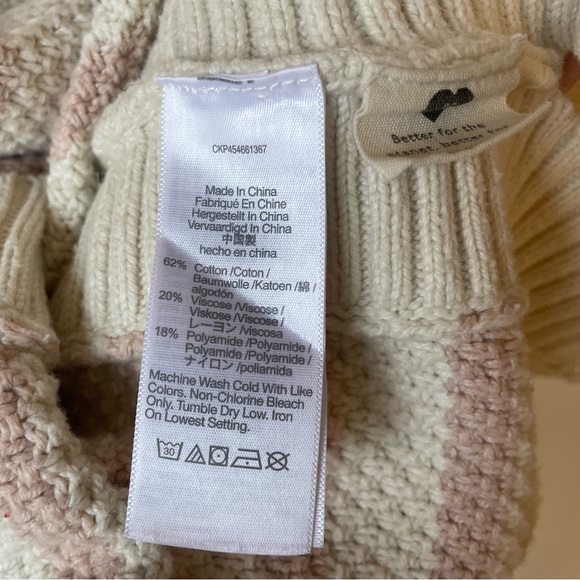 CKP454661367
Made In China
Fabriqué En Chine
Hergestellt In China
Vervaardigd In China
中国製
hecho en china
62% Cotton /Coton /
Baumwolle /Katoen /綿 /
algodón
20% Viscose /Viscose /
Viskose /Viscose /
レーヨン /viscosa
18% Polyamide /Polyamide /
Polyamide /Polyamide /
ナイロン /poliamida
Machine Wash Cold With Like
Colors. Non-Chlorine Bleach
Only. Tumble Dry Low. Iron
On Lowest Setting.
30
Better for the
planet, better